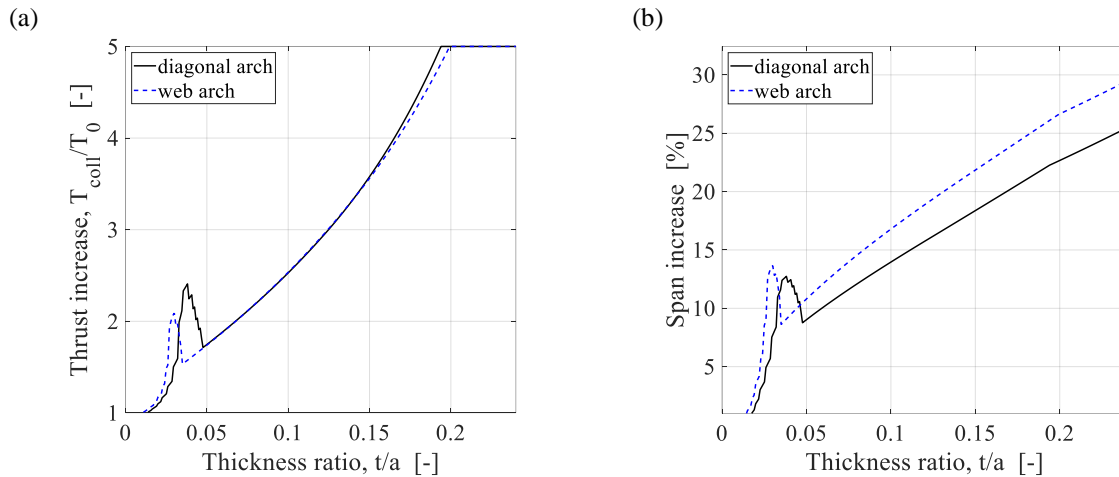 (a)
5
4
3
2
1
Thrust increase, T_coll/T_0 [-]
diagonal arch
web arch
0 0.05 0.1 0.15 0.2
Thickness ratio, t/a [-]
(b)
30
25
20
15
10
5
Span increase [%]
diagonal arch
web arch
0 0.05 0.1 0.15 0.2
Thickness ratio, t/a [-]